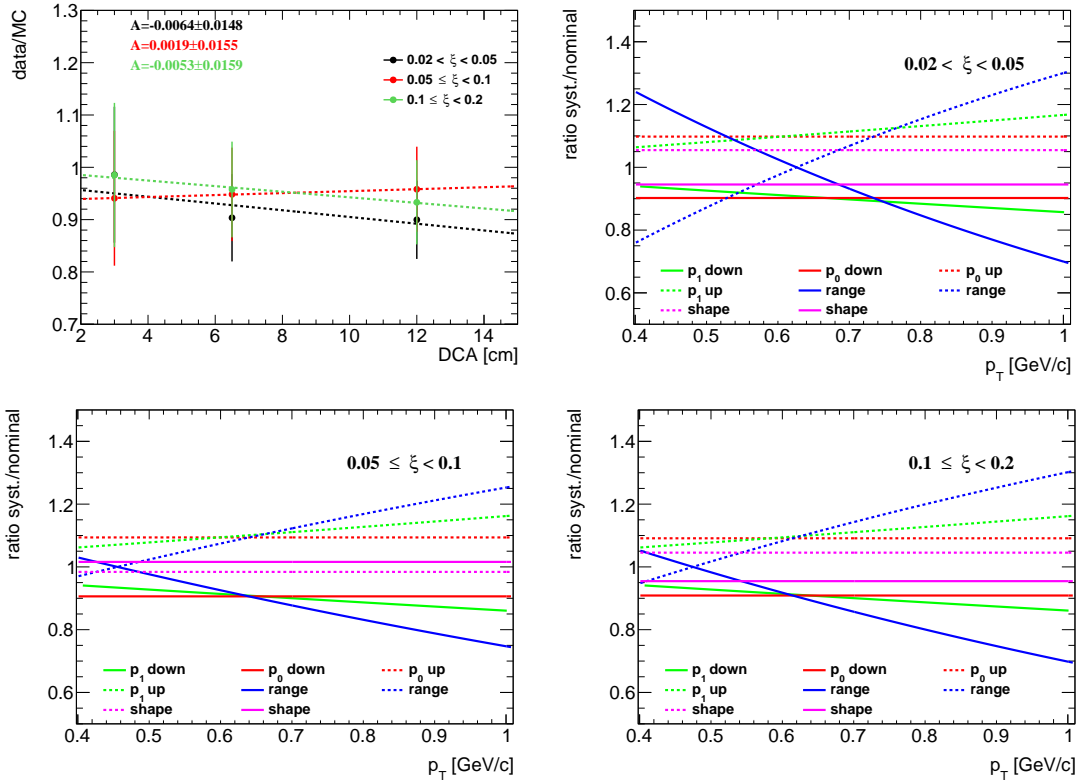 data/MC
1.3
1.2
1.1
1
0.9
0.8
0.7
A=-0.0064±0.0148
A=0.0019±0.0155
A=-0.0053±0.0159
0.02 < ξ < 0.05
0.05 ≤ ξ < 0.1
0.1 ≤ ξ < 0.2
2 4 6 8 10 12 14
DCA [cm]
ratio syst./nominal
1.4
1.2
1
0.8
0.6
0.02 < ξ < 0.05
p₁ down p₀ down p₀ up
p₁ up range range
shape shape
0.4 0.5 0.6 0.7 0.8 0.9 1
p_T [GeV/c]
ratio syst./nominal
1.4
1.2
1
0.8
0.6
0.05 ≤ ξ < 0.1
p₁ down p₀ down p₀ up
p₁ up range range
shape shape
0.4 0.5 0.6 0.7 0.8 0.9 1
p_T [GeV/c]
ratio syst./nominal
1.4
1.2
1
0.8
0.6
0.1 ≤ ξ < 0.2
p₁ down p₀ down p₀ up
p₁ up range range
shape shape
0.4 0.5 0.6 0.7 0.8 0.9 1
p_T [GeV/c]